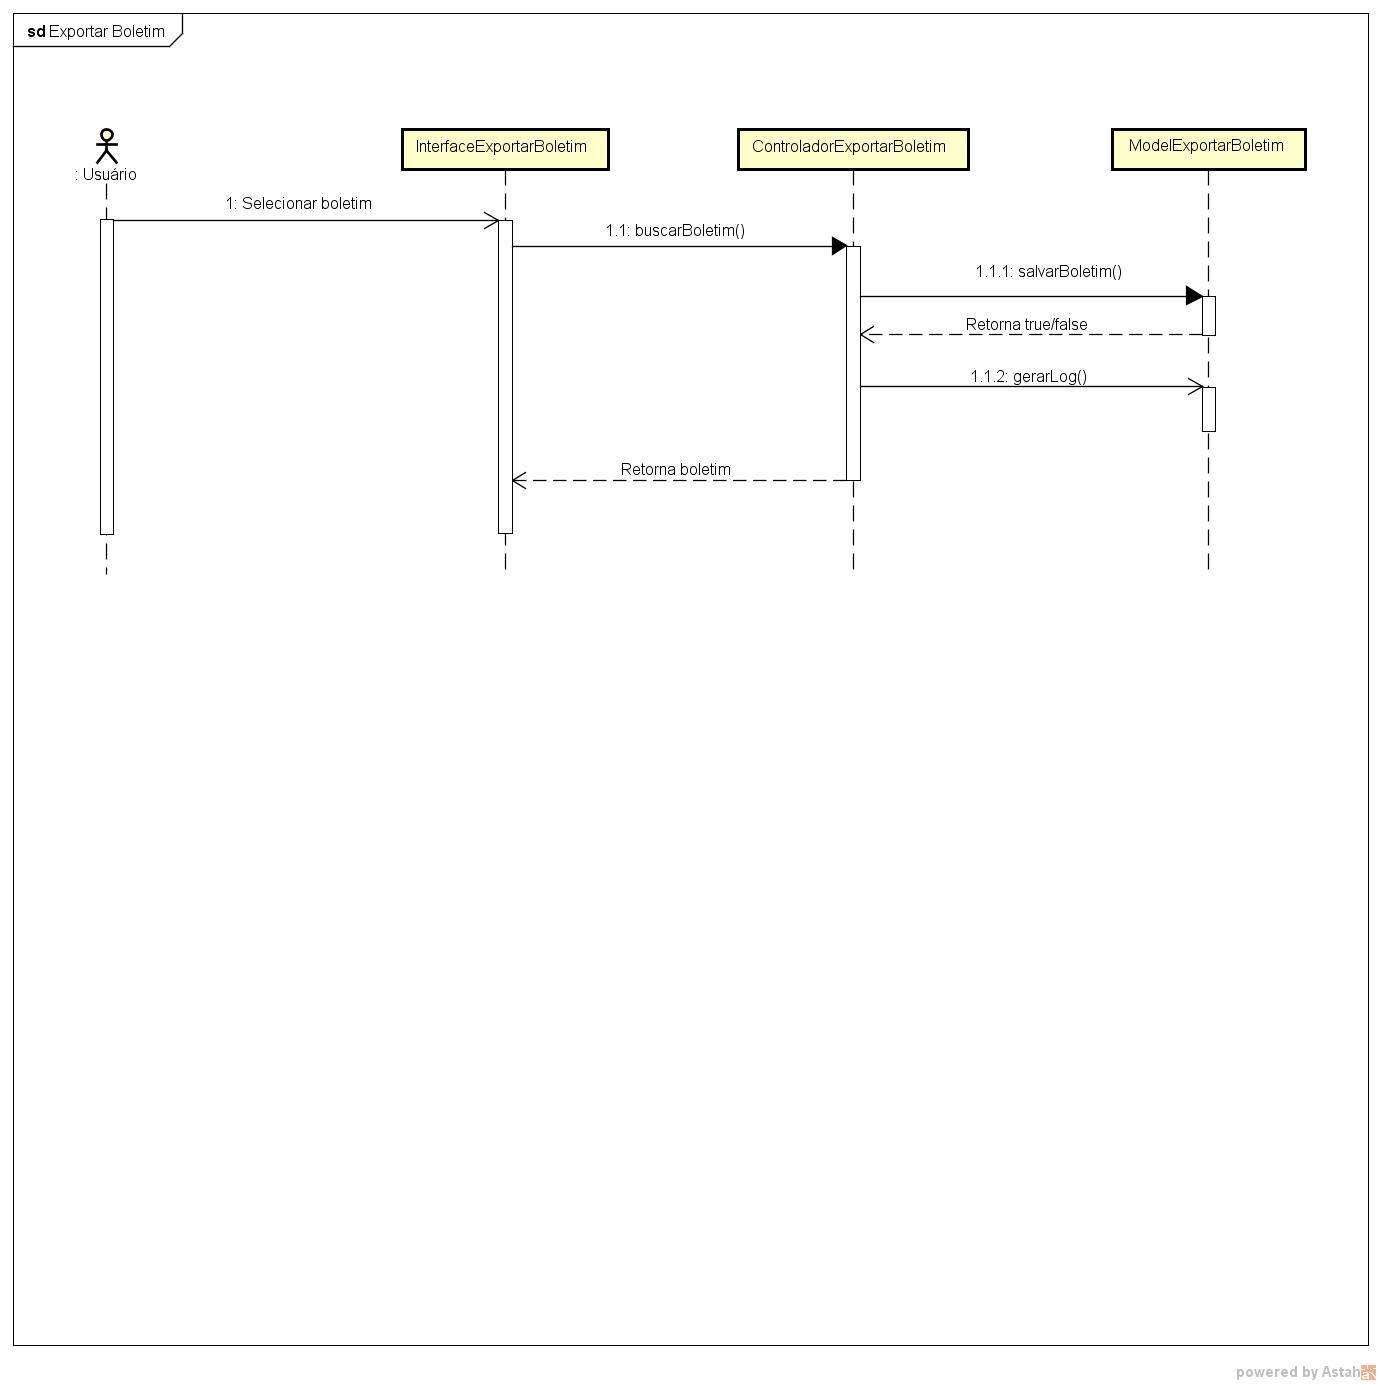 sd Exportar Boletim
: Usuário
InterfaceExportarBoletim
ControladorExportarBoletim
ModelExportarBoletim
1: Selecionar boletim
1.1: buscarBoletim()
1.1.1: salvarBoletim()
Retorna true/false
1.1.2: gerarLog()
Retorna boletim
powered by Astah